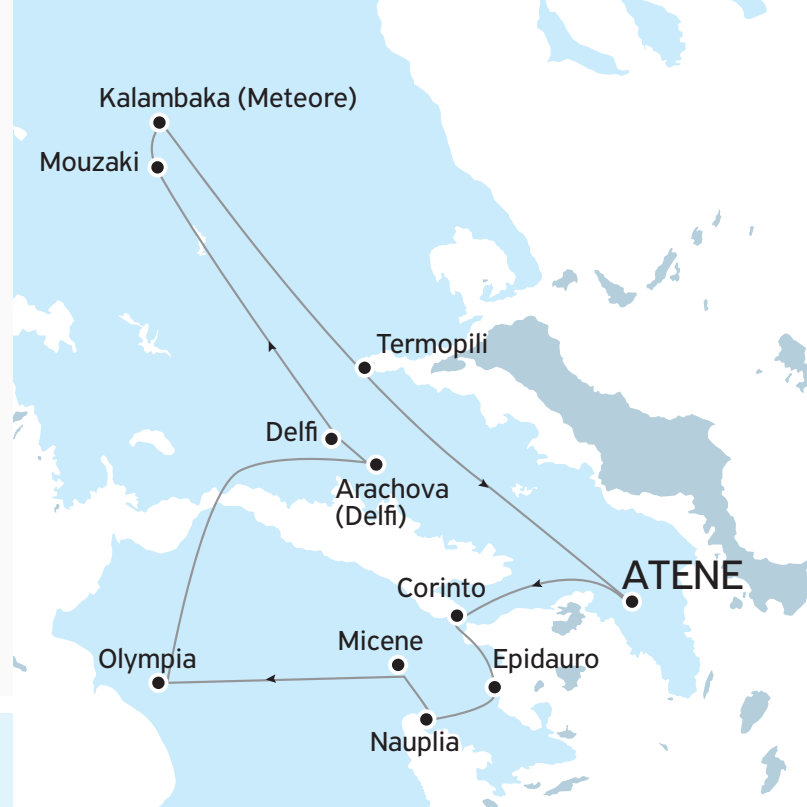 Kalambaka (Meteore)
Mouzaki
Termopili
Delfi
Arachova
(Delfi)
ATENE
Corinto
Micene
Olympia
Epidauro
Nauplia